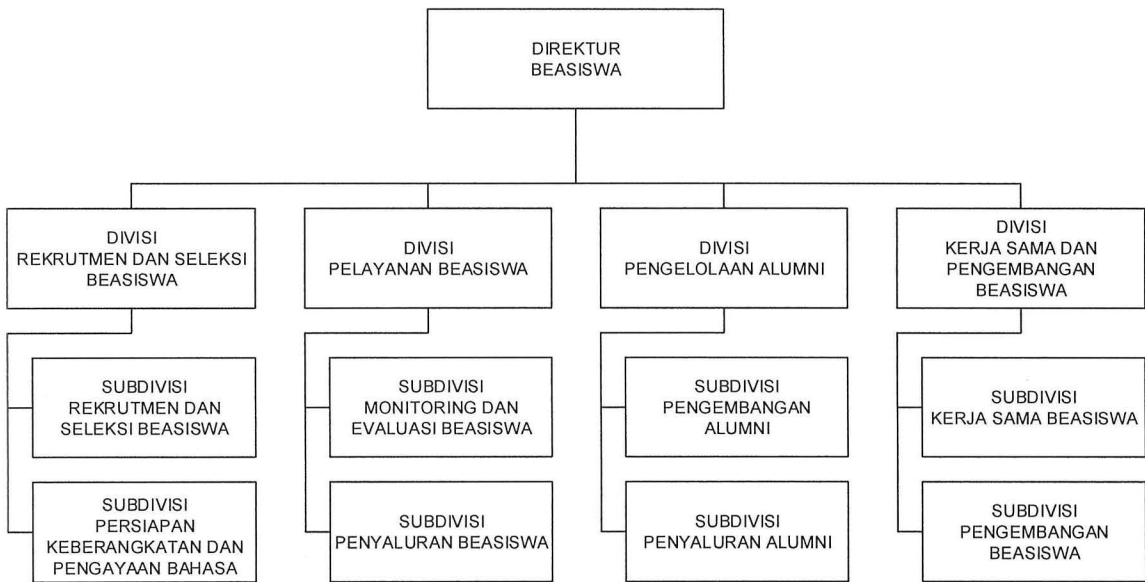 DIREKTUR
BEASISWA
DIVISI
REKRUTMEN DAN SELEKSI
BEASISWA
DIVISI
PELAYANAN BEASISWA
DIVISI
PENGELOLAAN ALUMNI
DIVISI
KERJA SAMA DAN
PENGEMBANGAN
BEASISWA
SUBDIVISI
REKRUTMEN DAN
SELEKSI BEASISWA
SUBDIVISI
MONITORING DAN
EVALUASI BEASISWA
SUBDIVISI
PENGEMBANGAN
ALUMNI
SUBDIVISI
KERJA SAMA BEASISWA
SUBDIVISI
PERSIAPAN
KEBERANGKATAN DAN
PENGAYAAN BAHASA
SUBDIVISI
PENYALURAN BEASISWA
SUBDIVISI
PENYALURAN ALUMNI
SUBDIVISI
PENGEMBANGAN
BEASISWA